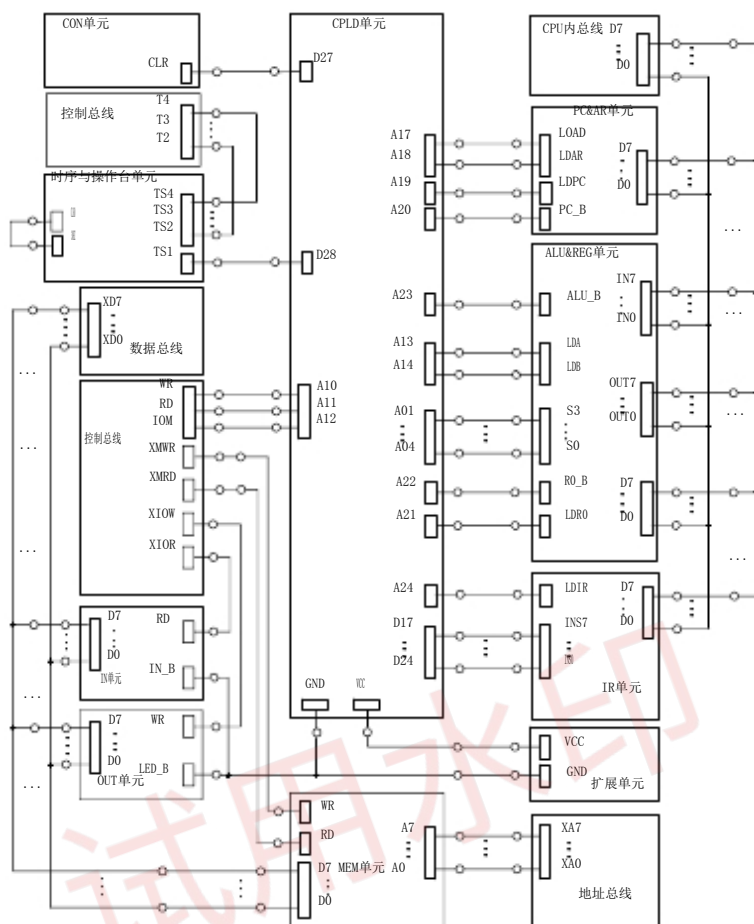 CON单元
CLR
控制总线
T4
T3
T2
时序与操作台单元
TS4
TS3
TS2
TS1
XD7
XD0
数据总线
控制总线
WR
RD
IOM
XMWR
XMRD
XIOW
XIOR
D7
D0
IN单元
RD
IN_B
D7
D0
OUT单元
WR
LED_B
CPLD单元
D27
D28
A10
A11
A12
A17
A18
A19
A20
A23
A13
A14
A01
A04
A22
A21
A24
D17
D24
GND
VCC
WR
RD
D7
D0
MEM单元
A7
A0
CPU内总线
D7
D0
PC&AR单元
LOAD
LDAR
LDPC
PC_B
D7
D0
ALU&REG单元
ALU_B
LDA
LDB
S3
S0
R0_B
LDR0
IN7
IN0
OUT7
OUT0
D7
D0
LDIR
INS7
D7
D0
IR单元
VCC
GND
扩展单元
XA7
XA0
地址总线
试用水印